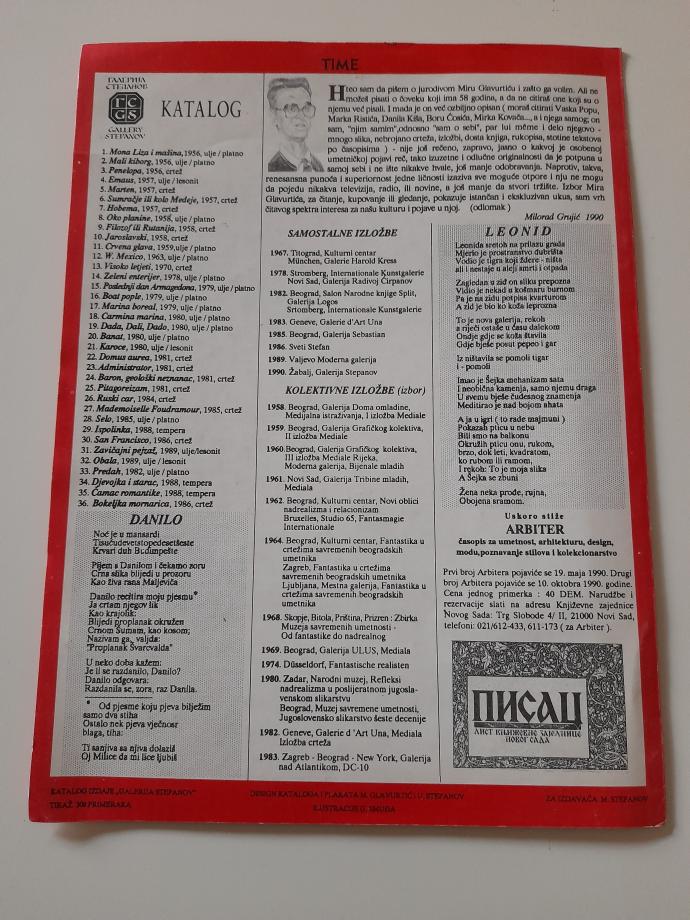 TIME
ГАЛЕРИЈА
СТЕПАНОВ
ГС
GS
GALLERY
STEPANOV
KATALOG
1. Mona Liza i mašina, 1956, ulje / platno
2. Mali kiborg, 1956, ulje / platno
3. Penelopa, 1956, crtež
4. Emaus, 1957, ulje / lesonit
5. Marten, 1957, crtež
6. Sumračje ili kolo Medeje, 1957, crtež
7. Hobema, 1957, crtež
8. Oko planine, 1958, ulje / platno
9. Filozof ili Rutanija, 1958, crtež
10. Jaroslavski, 1958, crtež
11. Crvena glava, 1959, ulje / platno
12. W. Mexico, 1963, ulje / platno
13. Visoko letjeti, 1970, crtež
14. Zeleni enterijer, 1978, ulje / platno
15. Poslednji dan Armagedona, 1979, ulje / platno
16. Boat pople, 1979, ulje / platno
17. Marina boreal, 1979, ulje / platno
18. Carmina marina, 1980, ulje / platno
19. Dada, Dali, Dado, 1980, ulje / platno
20. Banat, 1980, ulje / platno
21. Karoce, 1980, ulje / lesonit
22. Domus aurea, 1981, crtež
23. Administrator, 1981, crtež
24. Baron, geološki neznanac, 1981, crtež
25. Pitagoreizam, 1981, crtež
26. Ruski car, 1984, crtež
27. Mademoiselle Foudramour, 1985, crtež
28. Selo, 1985, ulje / platno
29. Ispolinka, 1988, tempera
30. San Francisco, 1986, crtež
31. Zavičajni pejzaž, 1989, ulje / lesonit
32. Obala, 1989, ulje / lesonit
33. Predah, 1982, ulje / platno
34. Djevojka i starac, 1988, tempera
35. Čamac romantike, 1988, tempera
36. Bokeljka mornarica, 1986, crtež
DANILO
Noć je u mansardi
Tisućudevetstopedesetšeste
Krvari duh Budimpešte
Pijem s Danilom i čekamo zoru
Crna slika blijedi u prozoru
Kao živa rana Maljeviča
Danilo recitira moju pjesmu*
Ja crtam njegov lik
Kao krajolik:
Blijedi proplanak okružen
Crnom Šumam, kao kosom;
Nazivam ga, valjda:
"Proplanak Švarcvalda"
U neko doba kažem:
Je li se razdanilo, Danilo?
Danilo odgovara:
Razdanila se, zora, raz Danila.
* Od pjesme koju pjeva bilježim
samo dva stiha
Ostalo nek pjeva vječnosr
blaga, tiha:
Ti sanjiva sa njiva dolaziš
Oj Milice da mi lice ljubiš
Hteo sam da pišem o jurodivom Miru Glavurtiću i zašto ga volim. Ali ne
možeš pisati o čoveku koji ima 58 godina, a da ne citiraš one koji su o
njemu već pisali. I mada je on već ozbiljno opisan ( moraš citirati Vaska Popu,
Marka Ristića, Danila Kiša, Boru Ćosića, Mirka Kovača..., a i njega samog; on
sam, "njim samim",odnosno "sam o sebi", par lui même i delo njegovo -
mnogo slika, nebrojano crteža, izložbi, dosta knjiga, rukopisa, stotine tekstova
po časopisima ) - nije još rečeno, zapravo, jasno o kakvoj je osobenoj
umetničkoj pojavi reč, tako izuzetne i odlučne originalnosti da je potpuna u
samoj sebi i ne ište nikakve hvale, još manje odobravanja. Naprotiv, takva,
renesansna punoća i superiornost jedne ličnosti izaziva sve moguće otpore i nju ne mogu
da pojedu nikakva televizija, radio, ili novine, a još manje da stvori tržište. Izbor Mira
Glavurtića, za čitanje, kupovanje ili gledanje, pokazuje istančan i ekskluzivan ukus, sam vrh
čitavog spektra interesa za našu kulturu i pojave u njoj. (odlomak )
Milorad Grujić 1990
SAMOSTALNE IZLOŽBE
1967. Titograd, Kulturni centar
München, Galerie Harold Kress
1978. Stromberg, Internationale Kunstgalerie
Novi Sad, Galerija Radivoj Ćirpanov
1982. Beograd, Salon Narodne knjige Split,
Galerija Logos
Srtomberg, Internationale Kunstgalerie
1983. Geneve, Galerie d'Art Una
1985. Beograd, Galerija Sebastian
1986. Sveti Stefan
1989. Valjevo Moderna galerija
1990. Žabalj, Galerija Stepanov
KOLEKTIVNE IZLOŽBE (izbor)
1958. Beograd, Galerija Doma omladine,
Medijalna istraživanja, I izložba Mediale
1959. Beograd, Galerija Grafičkog kolektiva,
II izložba Mediale
1960. Beograd, Galerija Grafičkog kolektiva,
III izložba Mediale Rijeka,
Moderna galerija, Bijenale mladih
1961. Novi Sad, Galerija Tribine mladih,
Mediala
1962. Beograd, Kulturni centar, Novi oblici
nadrealizma i relacionizam
Bruxelles, Studio 65, Fantasmagie
Internationale
1964. Beograd, Kulturni centar, Fantastika u
crtežima savremenih beogradskih
umetnika
Zagreb, Fantastika u crtežima
savremenih beogradskih umetnika
Ljubljana, Mestna galerija, Fantastika u
crtežima savremenih beogradskih
umetnika
1968. Skopje, Bitola, Priština, Prizren : Zbirka
Muzeja savremenih umetnosti -
Od fantastike do nadrealnog
1969. Beograd, Galerija ULUS, Mediala
1974. Düsseldorf, Fantastische realisten
1980. Zadar, Narodni muzej, Refleksi
nadrealizma u poslijeratnom jugosla-
venskom slikarstvu
Beograd, Muzej savremene umetnosti,
Jugoslovensko slikarstvo šeste decenije
1982. Geneve, Galerie d'Art Una, Mediala
Izložba crteža
1983. Zagreb - Beograd - New York, Galerija
nad Atlantikom, DC-10
LEONID
Leonida sretoh na prilazu grada
Mjerio je prostranstvo dubrišta
Vodio je tigra koji ždere - ništa
ali i nestaje u aleji smrti i otpada
Zagledan u zid on sliku prepozna
Vidio je nekad u košmaru burnom
Pa je na zidu potpisa kvarturom
A zid je bio ko koža leprozna
To je nova galerija, rekoh
a riječi ostaše u času dalekom
Ondje gdje se koža štavila
Gdje bješe posut pepeo i gar
Iz ništavila se pomoli tigar
i - pomoli
Imao je Šejka mehanizam sata
I neobična kamenja, samo njemu draga
U svemu bješe čudesnog znamenja
Meditirao je nad bojom ahata
A ja u igri ( to rade majmuni )
Pokazah pticu u nebu
Bili smo na balkonu
Okružih pticu onu, rukom,
brzo, dok leti, kvadratom,
ko rubom ili ramom,
I rekoh: To je moja slika
A Šejka se zbuni
Žena neka prođe, rujna,
Obojena sramom.
Uskoro stiže
ARBITER
časopis za umetnost, arhitekturu, design,
modu,poznavanje stilova i kolekcionarstvo
Prvi broj Arbitera pojaviće se 19. maja 1990. Drugi
broj Arbitera pojaviće se 10. oktobra 1990. godine.
Cena jednog primerka : 40 DEM. Narudžbe i
rezervacije slati na adresu Književne zajednice
Novog Sada: Trg Slobode 4/ II, 21000 Novi Sad,
telefoni: 021/612-433, 611-173 ( za Arbiter ).
ПИСАЦ
ЛИСТ КЊИЖЕВНЕ ЗАЈЕДНИЦЕ
НОВОГ САДА
KATALOG IZDAJE „GALERIJA STEPANOV"
TIRAŽ 300 PRIMERAKA
DESIGN KATALOGA I PLAKATA M. GLAVURTIĆ I U. STEPANOV
ILUSTRACIJE G. SMUĐA
ZA IZDAVAČA: M. STEPANOV